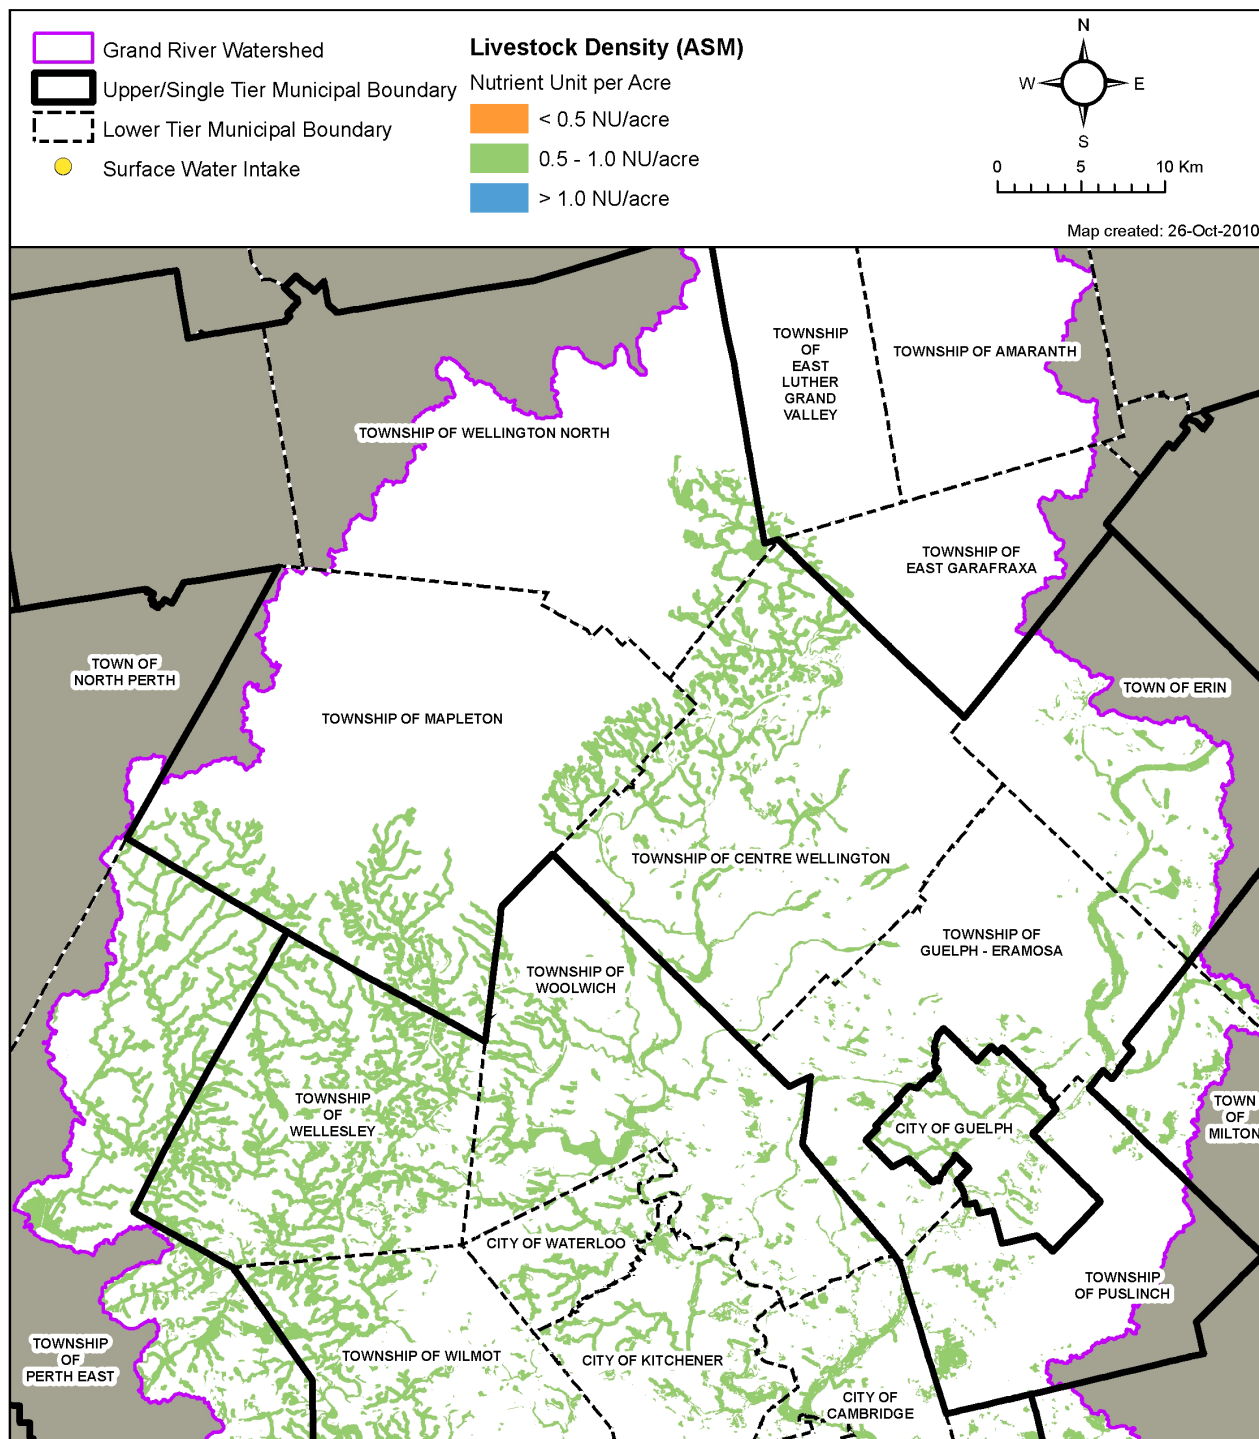 Grand River Watershed
Upper/Single Tier Municipal Boundary
Lower Tier Municipal Boundary
Surface Water Intake
Livestock Density (ASM)
Nutrient Unit per Acre
< 0.5 NU/acre
0.5 - 1.0 NU/acre
> 1.0 NU/acre
N
W
E
S
0 5 10 Km
Map created: 26-Oct-2010
TOWNSHIP
OF
EAST
LUTHER
GRAND
VALLEY
TOWNSHIP OF AMARANTH
TOWNSHIP OF WELLINGTON NORTH
TOWNSHIP OF
EAST GARAFRAXA
TOWN OF
NORTH PERTH
TOWN OF ERIN
TOWNSHIP OF MAPLETON
TOWNSHIP OF CENTRE WELLINGTON
TOWNSHIP OF
GUELPH - ERAMOSA
TOWNSHIP OF
WOOLWICH
TOWNSHIP
OF
WELLESLEY
CITY OF GUELPH
TOWN
OF
MILTON
CITY OF WATERLOO
TOWNSHIP
OF PUSLINCH
TOWNSHIP
OF
PERTH EAST
TOWNSHIP OF WILMOT
CITY OF KITCHENER
CITY OF
CAMBRIDGE